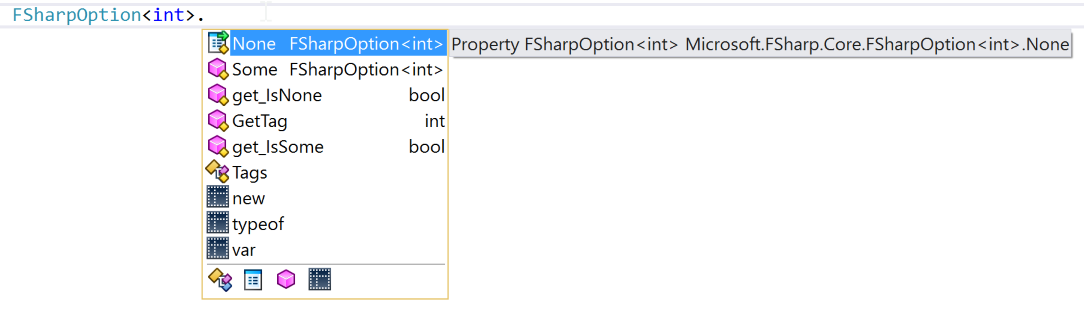 FSharpOption<int>.
None FSharpOption<int> Property FSharpOption<int> Microsoft.FSharp.Core.FSharpOption<int>.None
Some FSharpOption<int>
get_IsNone bool
GetTag int
get_IsSome bool
Tags
new
typeof
var